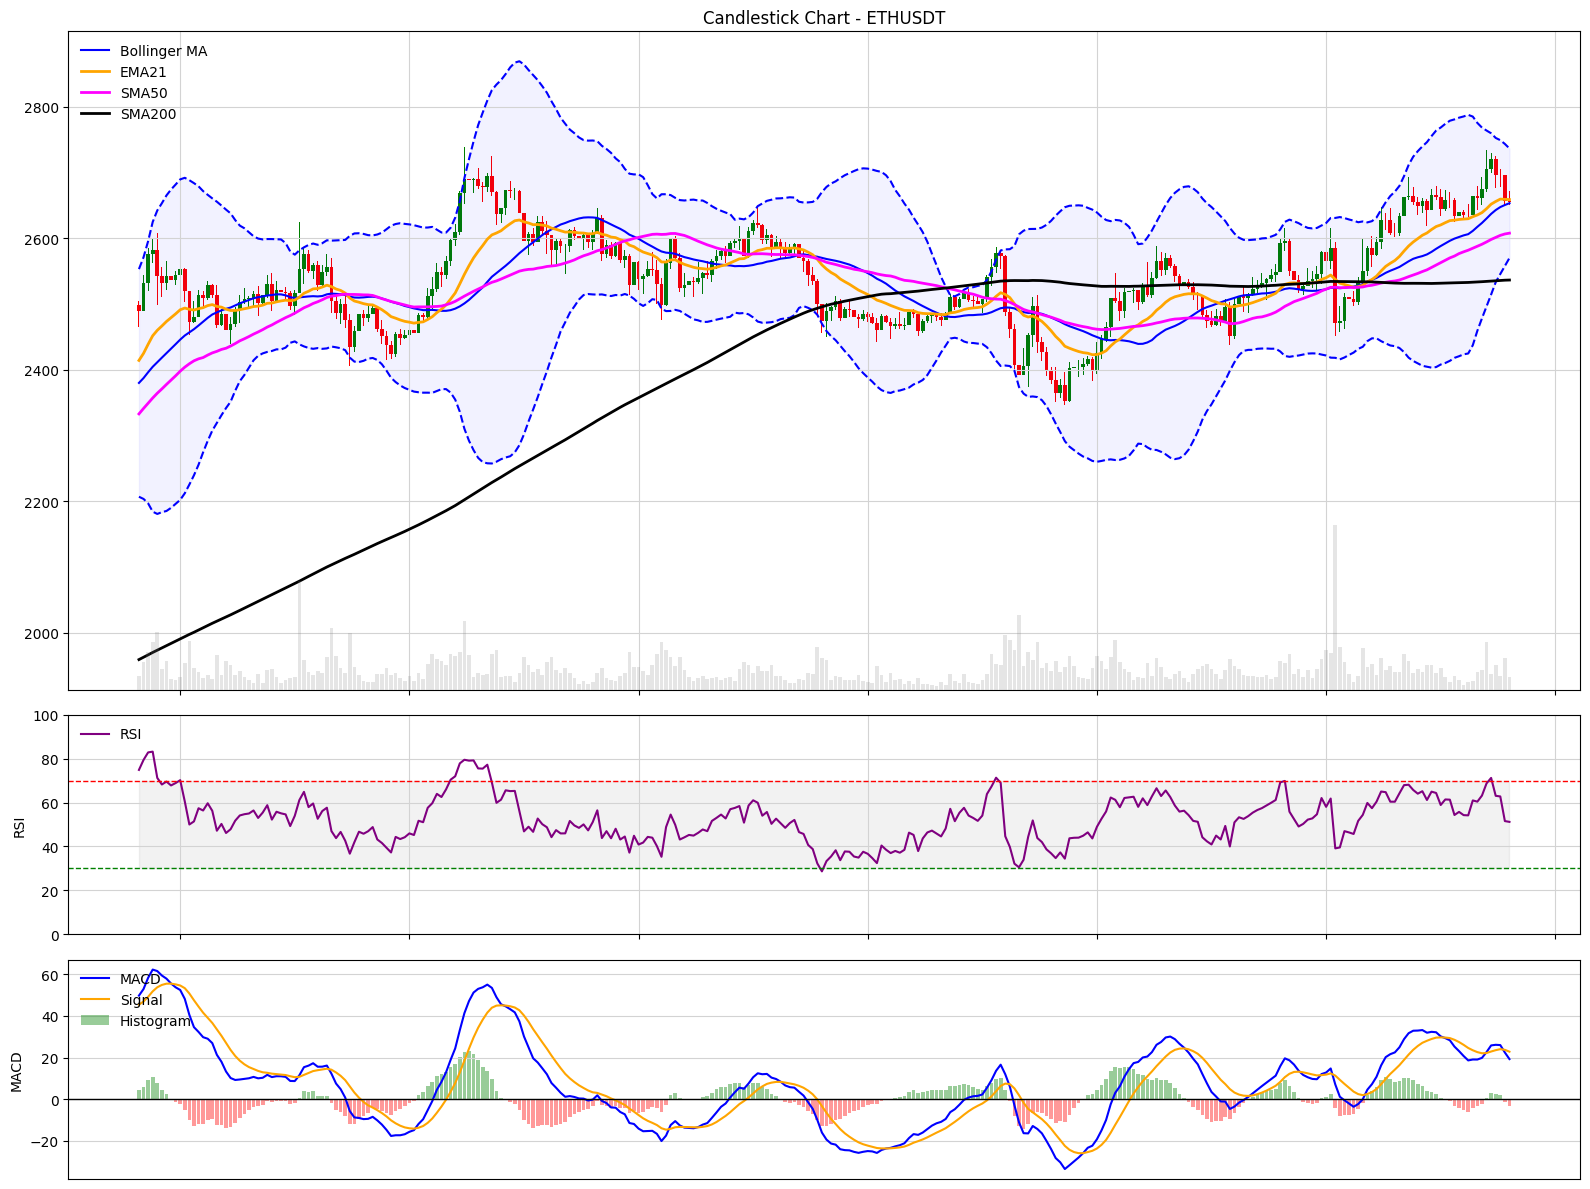 Candlestick Chart - ETHUSDT
Bollinger MA
EMA21
SMA50
SMA200
2800
2600
2400
2200
2000
RSI
100
80
60
40
20
0
RSI
MACD
Signal
Histogram
60
40
20
0
−20
MACD